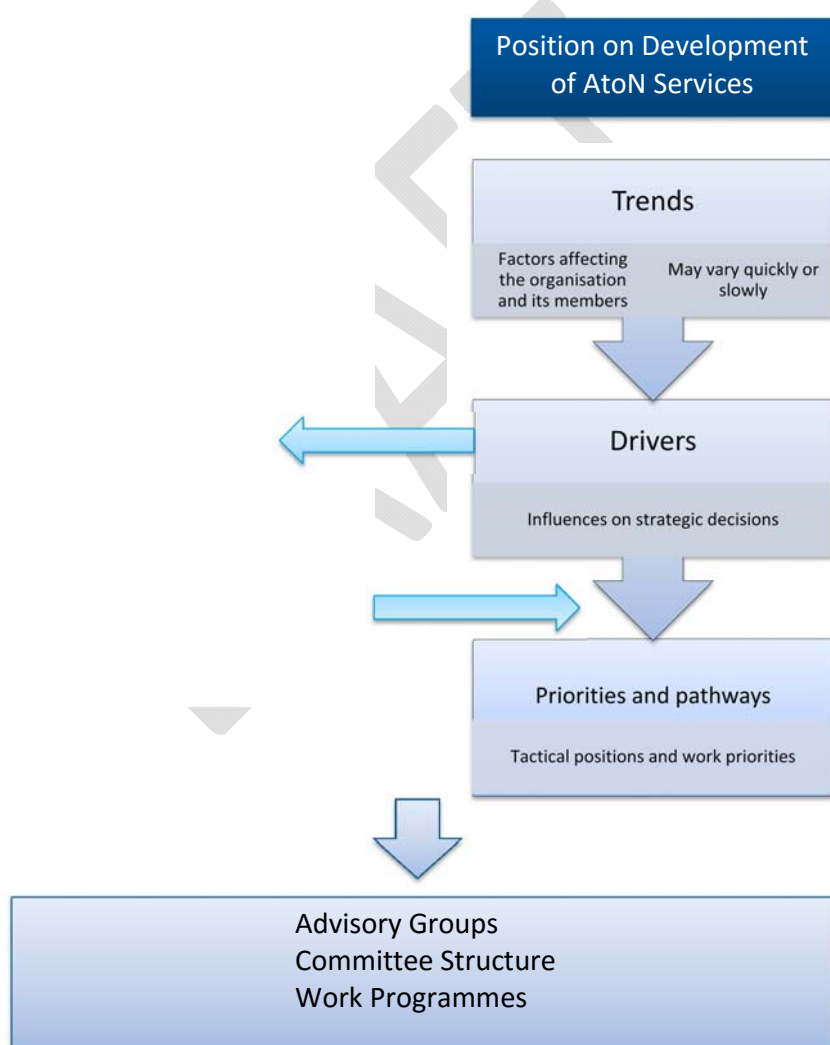 Position on Development
of AtoN Services
Trends
Factors affecting
the organisation
and its members
May vary quickly or
slowly
Drivers
Influences on strategic decisions
Priorities and pathways
Tactical positions and work priorities
Advisory Groups
Committee Structure
Work Programmes